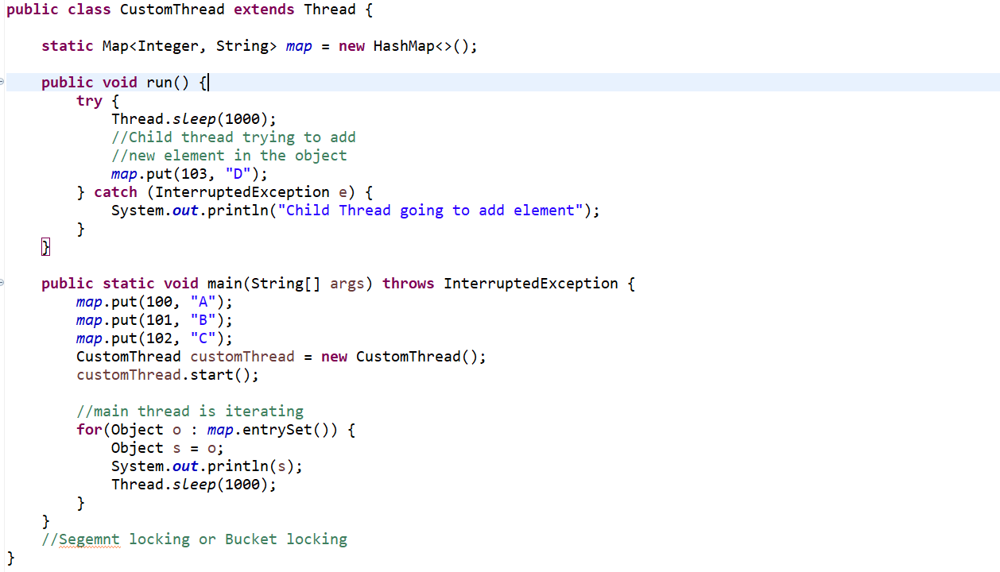 public class CustomThread extends Thread {
static Map<Integer, String> map = new HashMap<>();
public void run() {
try {
Thread.sleep(1000);
//Child thread trying to add
//new element in the object
map.put(103, "D");
} catch (InterruptedException e) {
System.out.println("Child Thread going to add element");
}
}
public static void main(String[] args) throws InterruptedException {
map.put(100, "A");
map.put(101, "B");
map.put(102, "C");
CustomThread customThread = new CustomThread();
customThread.start();
//main thread is iterating
for(Object o : map.entrySet()) {
Object s = o;
System.out.println(s);
Thread.sleep(1000);
}
}
//Segemnt locking or Bucket locking
}